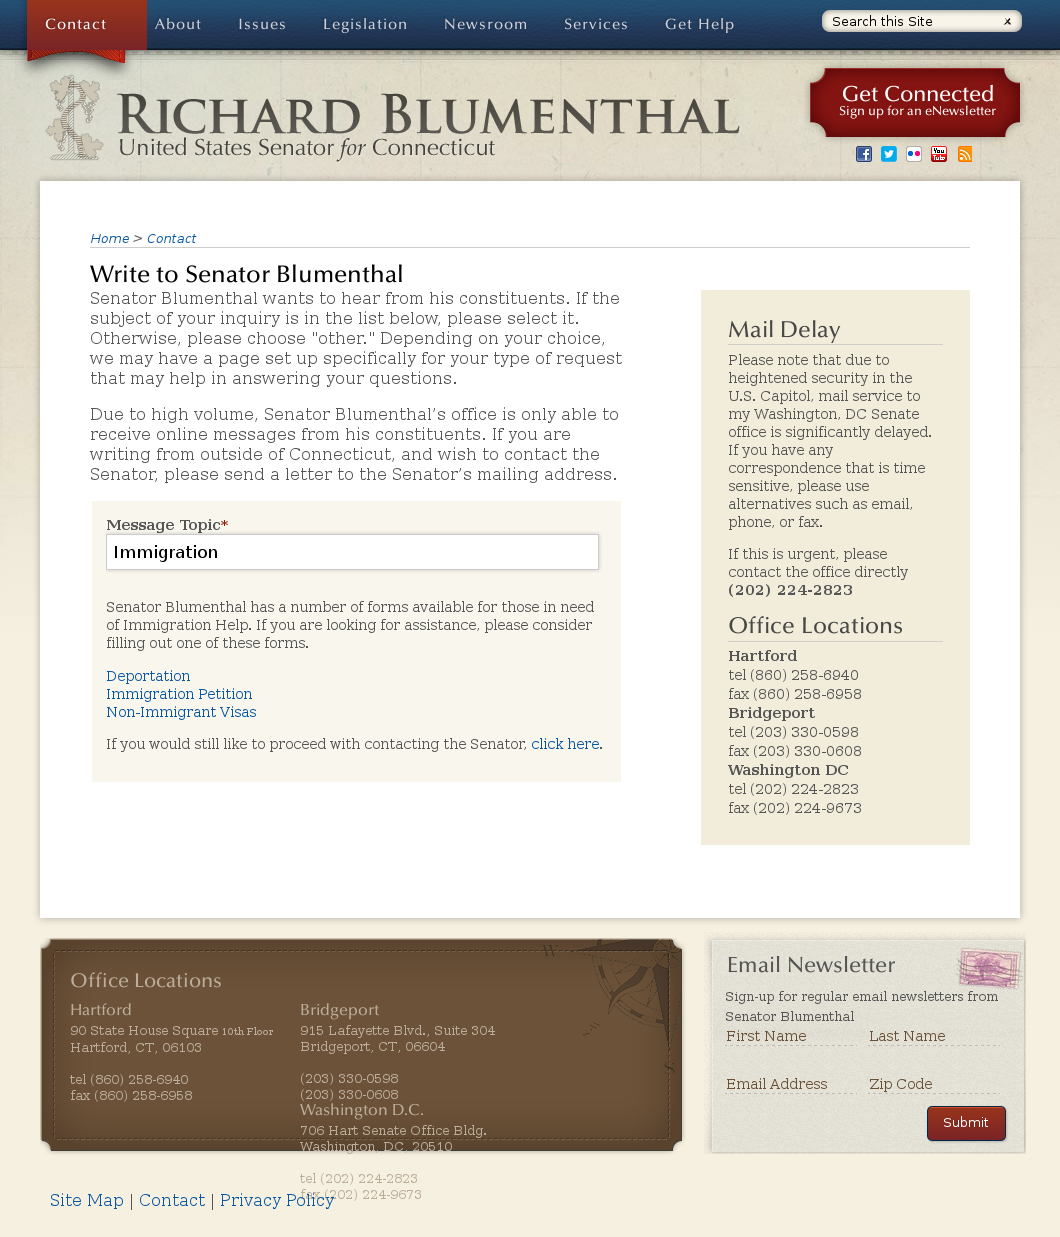 Contact About Issues Legislation Newsroom Services Get Help
Search this Site
RICHARD BLUMENTHAL
United States Senator for Connecticut
Get Connected
Sign up for an eNewsletter
You
Tube
Home > Contact
Write to Senator Blumenthal
Senator Blumenthal wants to hear from his constituents. If the
subject of your inquiry is in the list below, please select it.
Otherwise, please choose "other." Depending on your choice,
we may have a page set up specifically for your type of request
that may help in answering your questions.
Due to high volume, Senator Blumenthal’s office is only able to
receive online messages from his constituents. If you are
writing from outside of Connecticut, and wish to contact the
Senator, please send a letter to the Senator’s mailing address.
Message Topic*
Immigration
Senator Blumenthal has a number of forms available for those in need
of Immigration Help. If you are looking for assistance, please consider
filling out one of these forms.
Deportation
Immigration Petition
Non-Immigrant Visas
If you would still like to proceed with contacting the Senator, click here.
Mail Delay
Please note that due to
heightened security in the
U.S. Capitol, mail service to
my Washington, DC Senate
office is significantly delayed.
If you have any
correspondence that is time
sensitive, please use
alternatives such as email,
phone, or fax.
If this is urgent, please
contact the office directly
(202) 224-2823
Office Locations
Hartford
tel (860) 258-6940
fax (860) 258-6958
Bridgeport
tel (203) 330-0598
fax (203) 330-0608
Washington DC
tel (202) 224-2823
fax (202) 224-9673
Office Locations
Hartford
90 State House Square 10th Floor
Hartford, CT, 06103
tel (860) 258-6940
fax (860) 258-6958
Bridgeport
915 Lafayette Blvd., Suite 304
Bridgeport, CT, 06604
(203) 330-0598
(203) 330-0608
Washington D.C.
706 Hart Senate Office Bldg.
Washington, DC, 20510
tel (202) 224-2823
fax (202) 224-9673
Email Newsletter
Sign-up for regular email newsletters from
Senator Blumenthal
First Name Last Name
Email Address Zip Code
Submit
Site Map | Contact | Privacy Policy